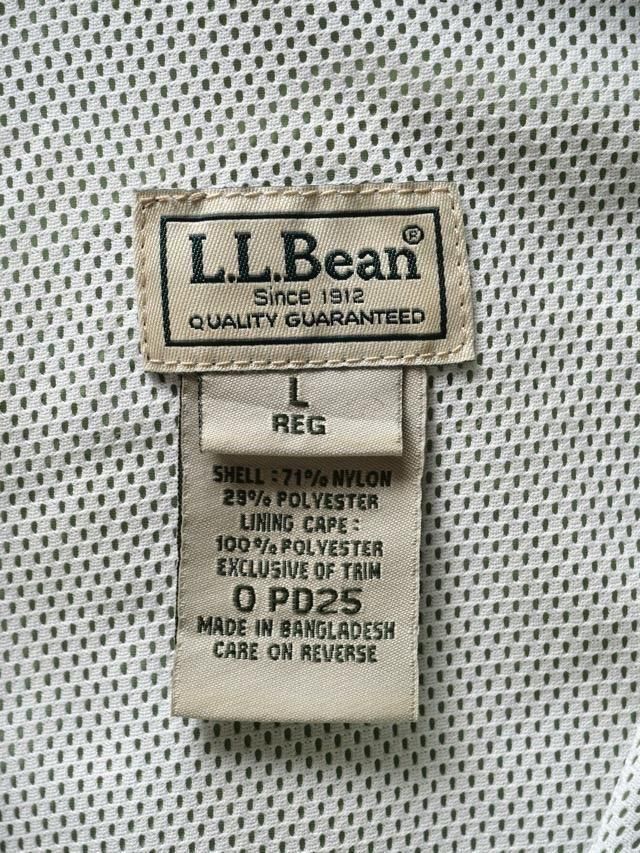 L.L.Bean®
Since 1912
QUALITY GUARANTEED
L
REG
SHELL : 71% NYLON
29% POLYESTER
LINING CAPE :
100% POLYESTER
EXCLUSIVE OF TRIM
0 PD25
MADE IN BANGLADESH
CARE ON REVERSE